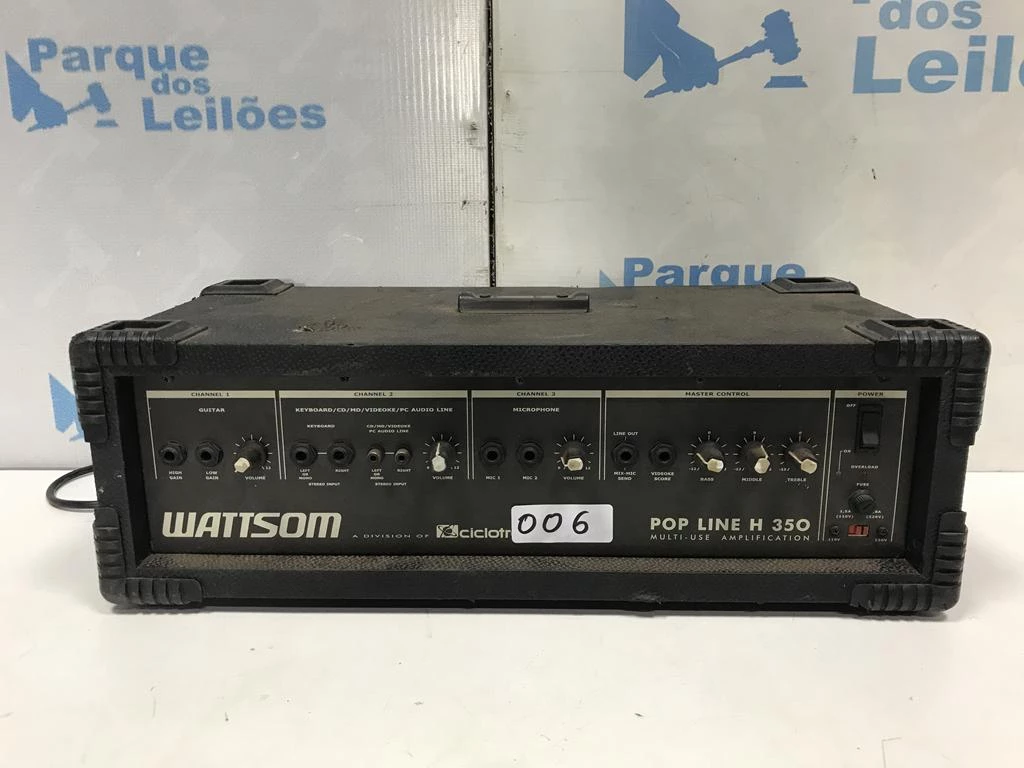 Parque
dos
Leilões
dos
Leilõ
Parque
CHANNEL 1
CHANNEL 2
CHANNEL 3
MASTER CONTROL
POWER
GUITAR
KEYBOARD/CD/MD/VIDEOKE/PC AUDIO LINE
MICROPHONE
OFF
KEYBOARD
CD/MD/VIDEOKE
PC AUDIO LINE
LINE OUT
ON
OVERLOAD
HIGH
GAIN
LOW
GAIN
VOLUME
LEFT
OR
MONO
RIGHT
LEFT
OR
MONO
RIGHT
VOLUME
STEREO INPUT
STEREO INPUT
MIC 1
MIC 2
VOLUME
MIX-MIC
SEND
VIDEOKE
SCORE
BASS
MIDDLE
TREBLE
FUSE
(110V)
(220V)
WATTSOM
A DIVISION OF
ciclotr
006
POP LINE H 350
MULTI-USE AMPLIFICATION